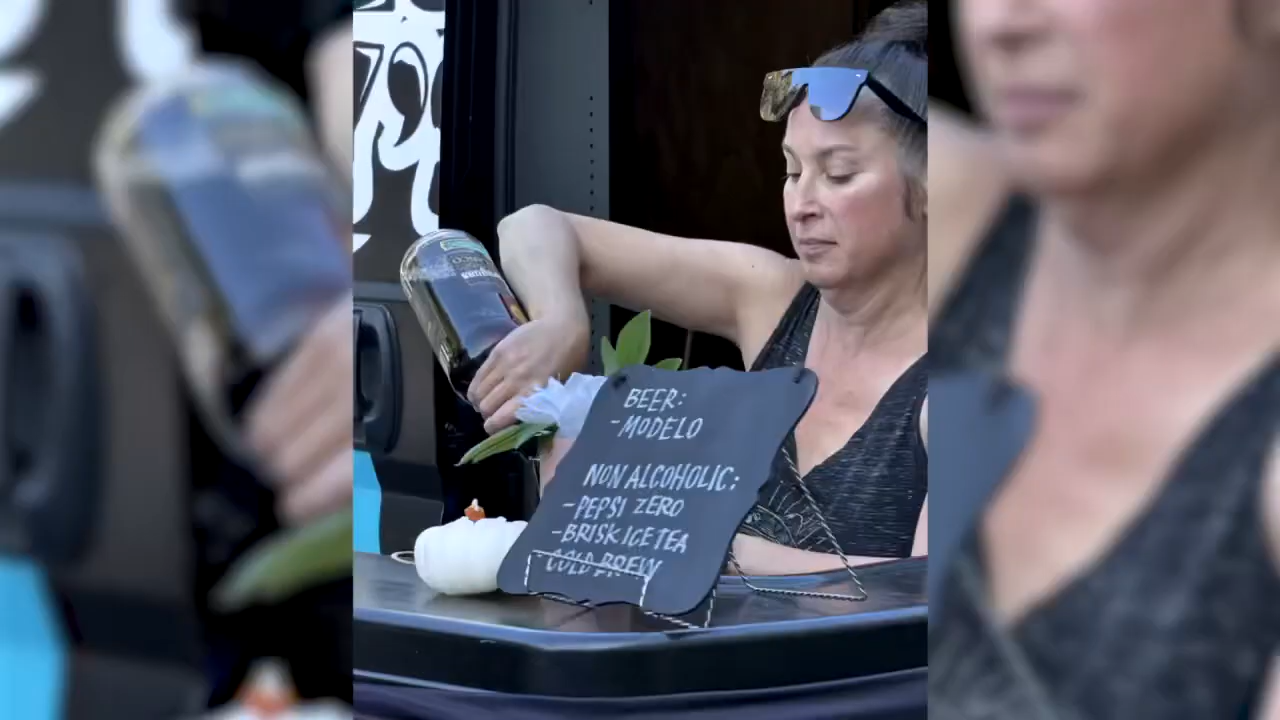 BEER:
- MODELO
NON ALCOHOLIC:
- PEPSI ZERO
- BRISK ICE TEA
COLD BREW